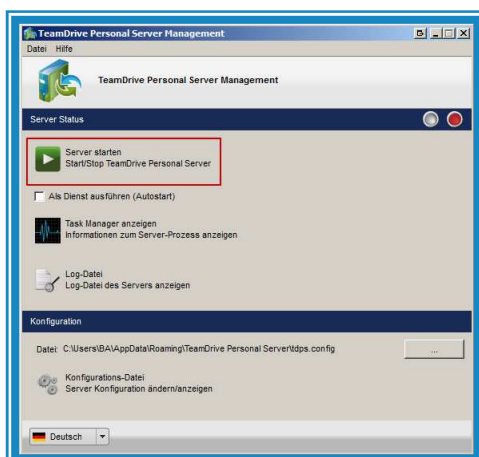 TeamDrive Personal Server Management
Datei Hilfe
TeamDrive Personal Server Management
Server Status
Server starten
Start/Stop TeamDrive Personal Server
Als Dienst ausführen (Autostart)
Task Manager anzeigen
Informationen zum Server-Prozess anzeigen
Log-Datei
Log-Datei des Servers anzeigen
Konfiguration
Datei: C:\Users\BA\AppData\Roaming\TeamDrive Personal Server\tdps.config ...
Konfigurations-Datei
Server Konfiguration ändern/anzeigen
Deutsch